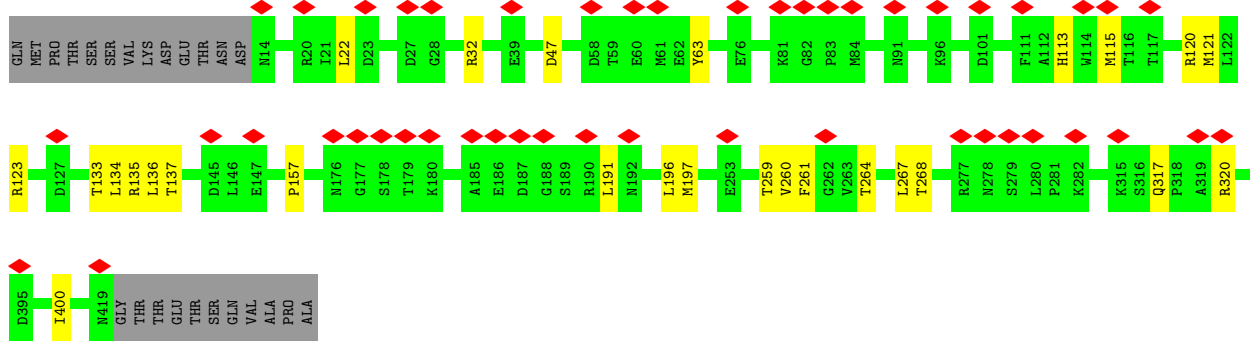 GLN MET PRO THR SER SER VAL LYS ASP GLU THR ASN ASP N14 R20 I21 L22 D23 D27 G28 R32 E39 D47 D58 T59 E60 M61 E62 Y63 E76 K81 G82 P83 M84 N91 K96 D101 F111 A112 H113 W114 M115 T116 T117 R120 M121 L122
R123 D127 T133 L134 R135 L136 T137 D145 L146 E147 P157 N176 G177 S178 T179 K180 A185 E186 D187 G188 S189 R190 L191 N192 L196 M197 E253 T259 V260 F261 G262 V263 T264 L267 T268 R277 N278 S279 L280 P281 K282 K315 S316 Q317 P318 A319 R320
D395 I400 N419 GLY THR THR GLU THR SER GLN VAL ALA PRO ALA